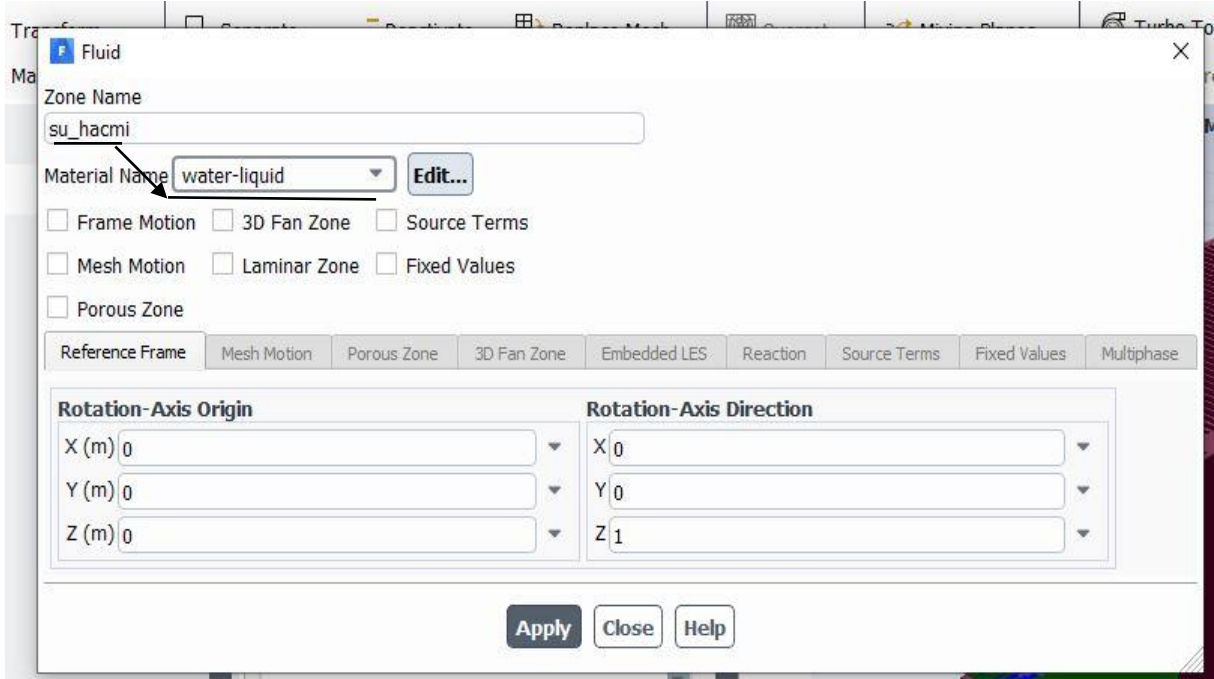 Fluid
Zone Name
su_hacmi
Material Name water-liquid Edit...
Frame Motion 3D Fan Zone Source Terms
Mesh Motion Laminar Zone Fixed Values
Porous Zone
Reference Frame Mesh Motion Porous Zone 3D Fan Zone Embedded LES Reaction Source Terms Fixed Values Multiphase
Rotation-Axis Origin Rotation-Axis Direction
X (m) 0 X 0
Y (m) 0 Y 0
Z (m) 0 Z 1
Apply Close Help